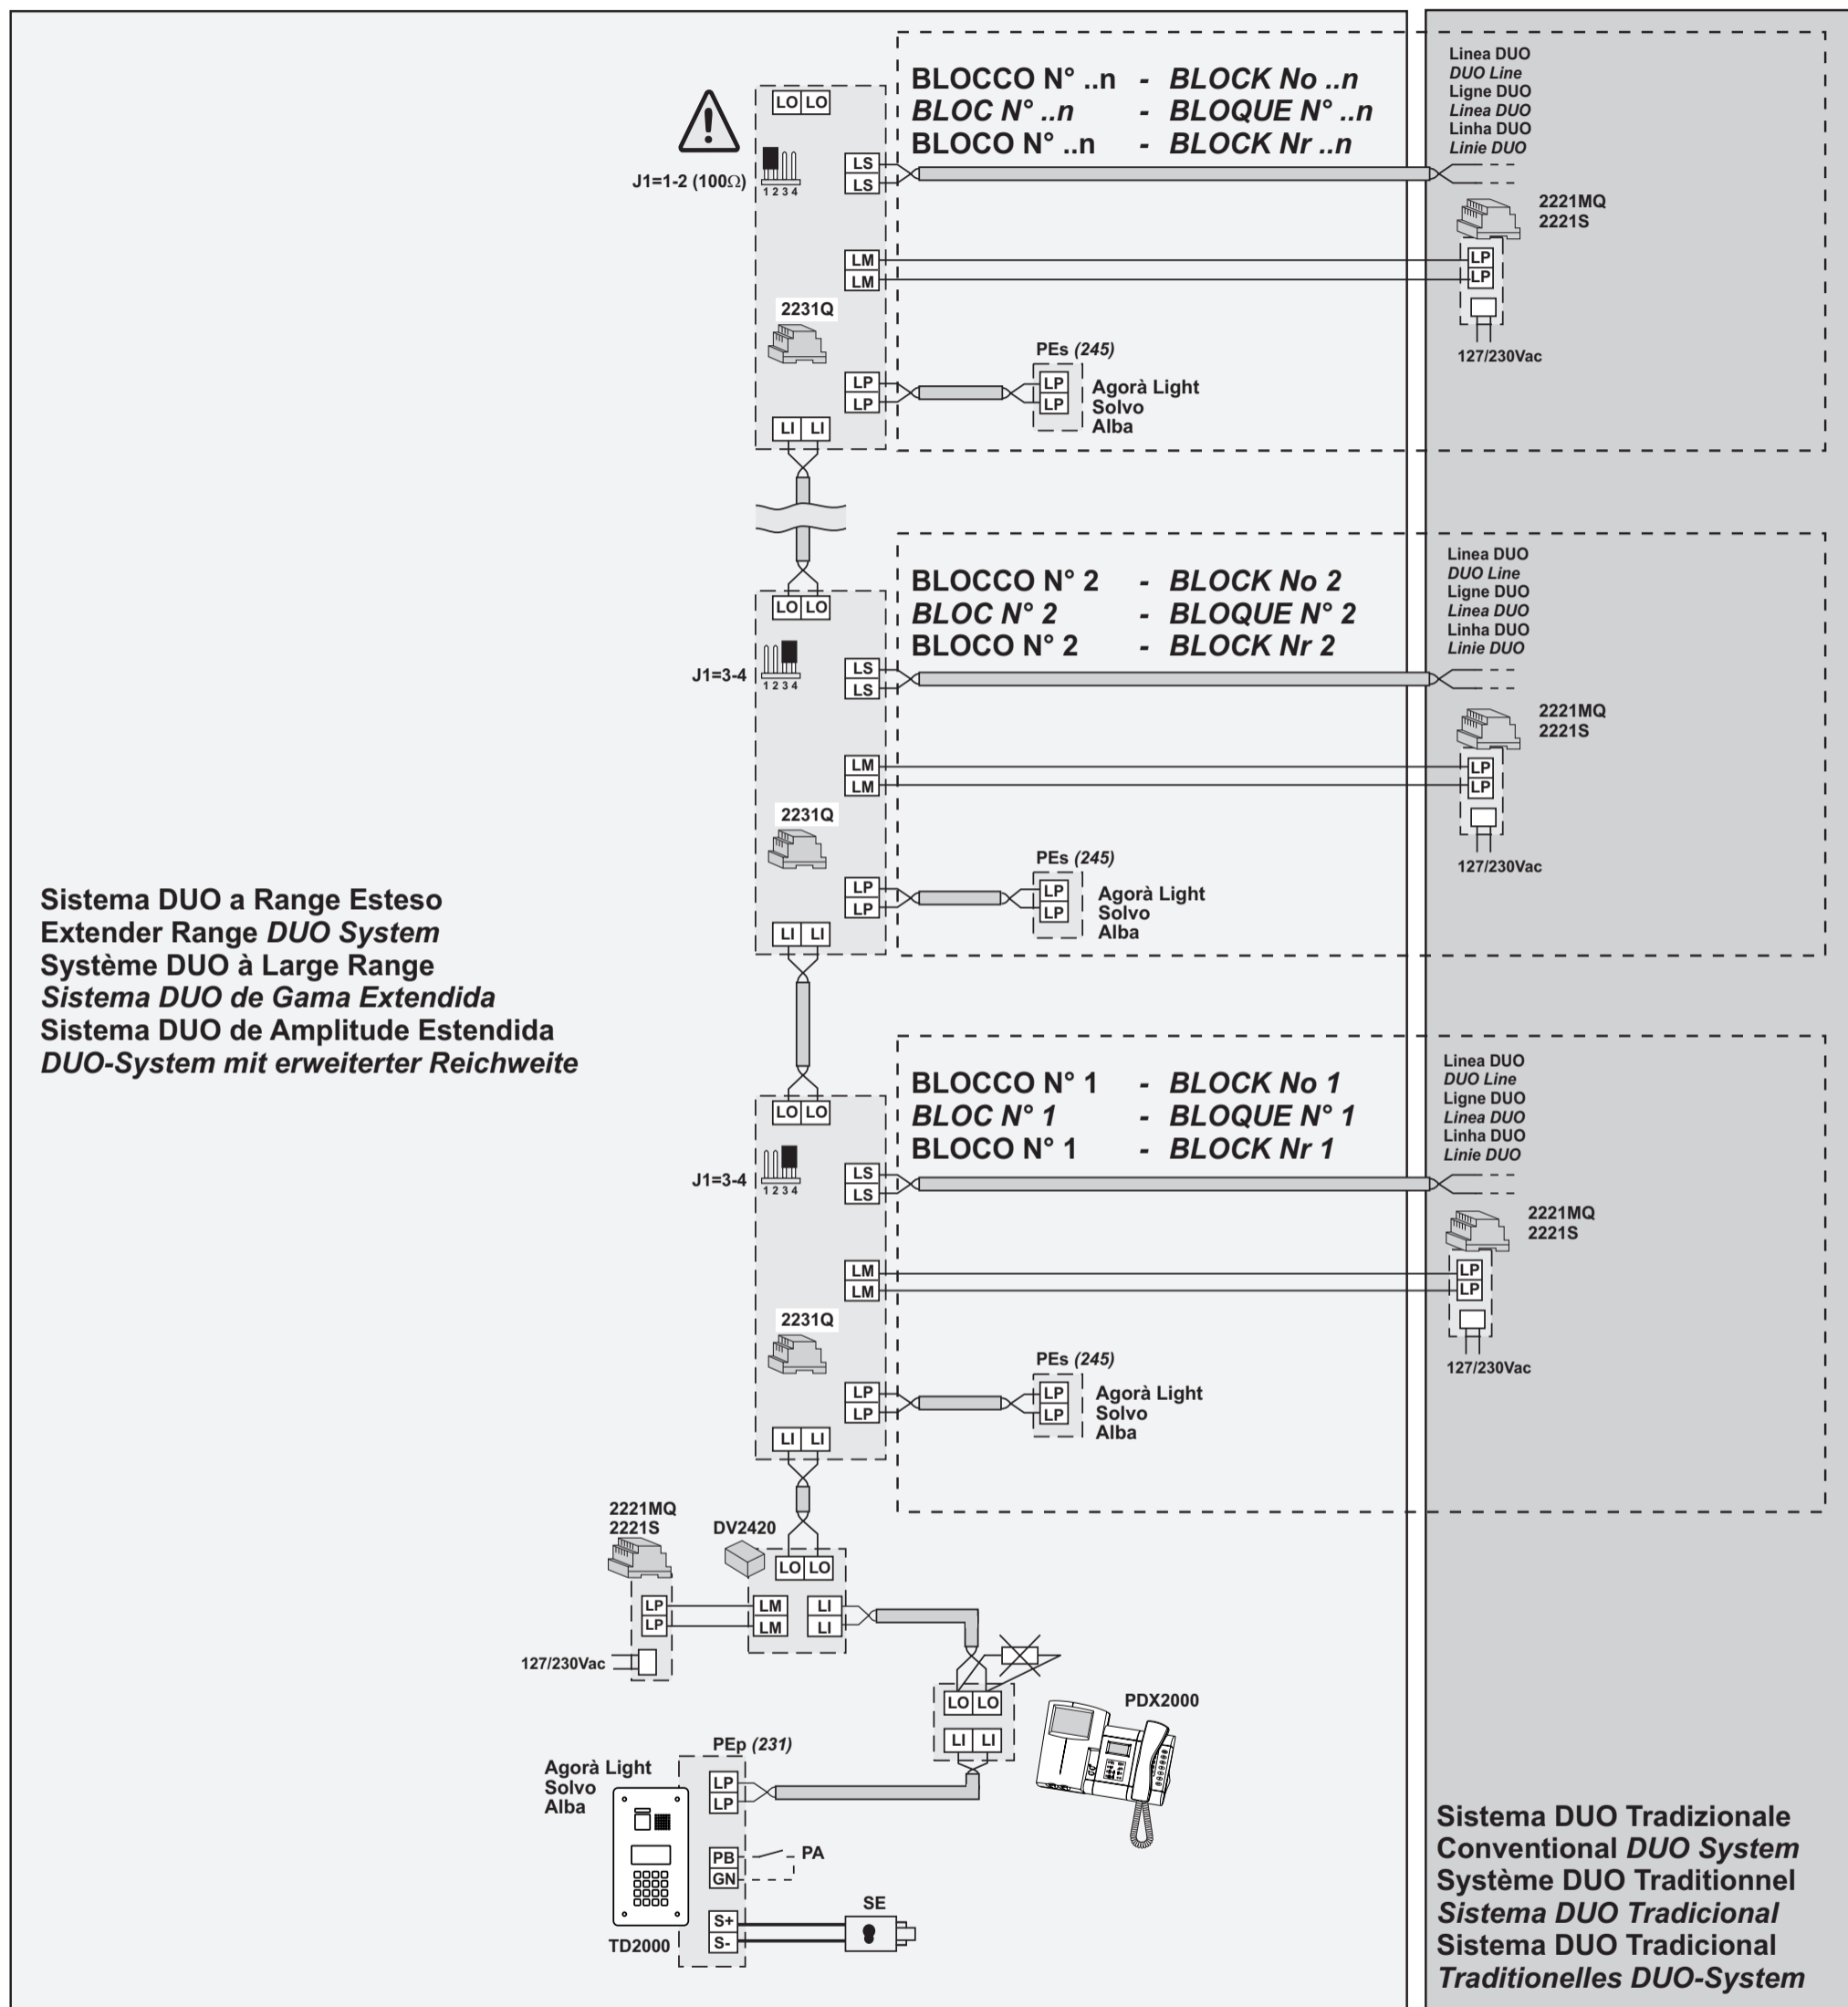 BLOCCO N° ..n - BLOCK No ..n
BLOC N° ..n - BLOQUE N° ..n
BLOCO N° ..n - BLOCK Nr ..n
Linea DUO
DUO Line
Ligne DUO
Linea DUO
Linha DUO
Linie DUO
LO LO
J1=1-2 (100Ω)
1 2 3 4
LS
LS
2221MQ
2221S
LM
LM
LP
LP
127/230Vac
2231Q
PEs (245)
LP
LP
LP
LP
Agorà Light
Solvo
Alba
LI LI
BLOCCO N° 2 - BLOCK No 2
BLOC N° 2 - BLOQUE N° 2
BLOCO N° 2 - BLOCK Nr 2
Linea DUO
DUO Line
Ligne DUO
Linea DUO
Linha DUO
Linie DUO
LO LO
J1=3-4
1 2 3 4
LS
LS
2221MQ
2221S
LM
LM
LP
LP
127/230Vac
2231Q
PEs (245)
LP
LP
LP
LP
Agorà Light
Solvo
Alba
LI LI
Sistema DUO a Range Esteso
Extender Range DUO System
Système DUO à Large Range
Sistema DUO de Gama Extendida
Sistema DUO de Amplitude Estendida
DUO-System mit erweiterter Reichweite
BLOCCO N° 1 - BLOCK No 1
BLOC N° 1 - BLOQUE N° 1
BLOCO N° 1 - BLOCK Nr 1
Linea DUO
DUO Line
Ligne DUO
Linea DUO
Linha DUO
Linie DUO
LO LO
J1=3-4
1 2 3 4
LS
LS
2221MQ
2221S
LM
LM
LP
LP
127/230Vac
2231Q
PEs (245)
LP
LP
LP
LP
Agorà Light
Solvo
Alba
LI LI
2221MQ
2221S
DV2420
LO LO
LP
LP
LM
LM
LI
LI
127/230Vac
LO LO
LI LI
PDX2000
PEp (231)
Agorà Light
Solvo
Alba
LP
LP
PB
GN
PA
S+
S-
SE
TD2000
Sistema DUO Tradizionale
Conventional DUO System
Système DUO Traditionnel
Sistema DUO Tradicional
Sistema DUO Tradicional
Traditionelles DUO-System